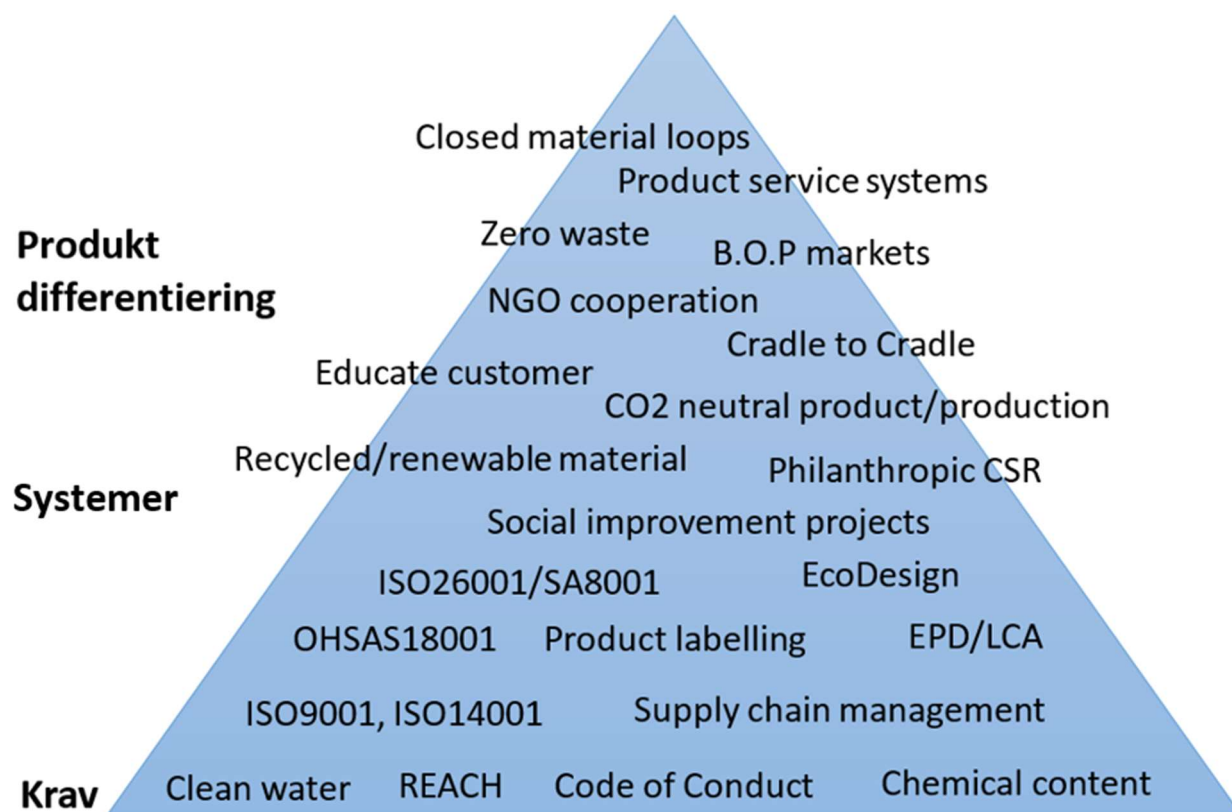 Closed material loops
Product service systems
Zero waste
B.O.P markets
Produkt
differentiering
NGO cooperation
Cradle to Cradle
Educate customer
CO2 neutral product/production
Recycled/renewable material
Philanthropic CSR
Systemer
Social improvement projects
ISO26001/SA8001
EcoDesign
OHSAS18001
Product labelling
EPD/LCA
ISO9001, ISO14001
Supply chain management
Krav
Clean water
REACH
Code of Conduct
Chemical content